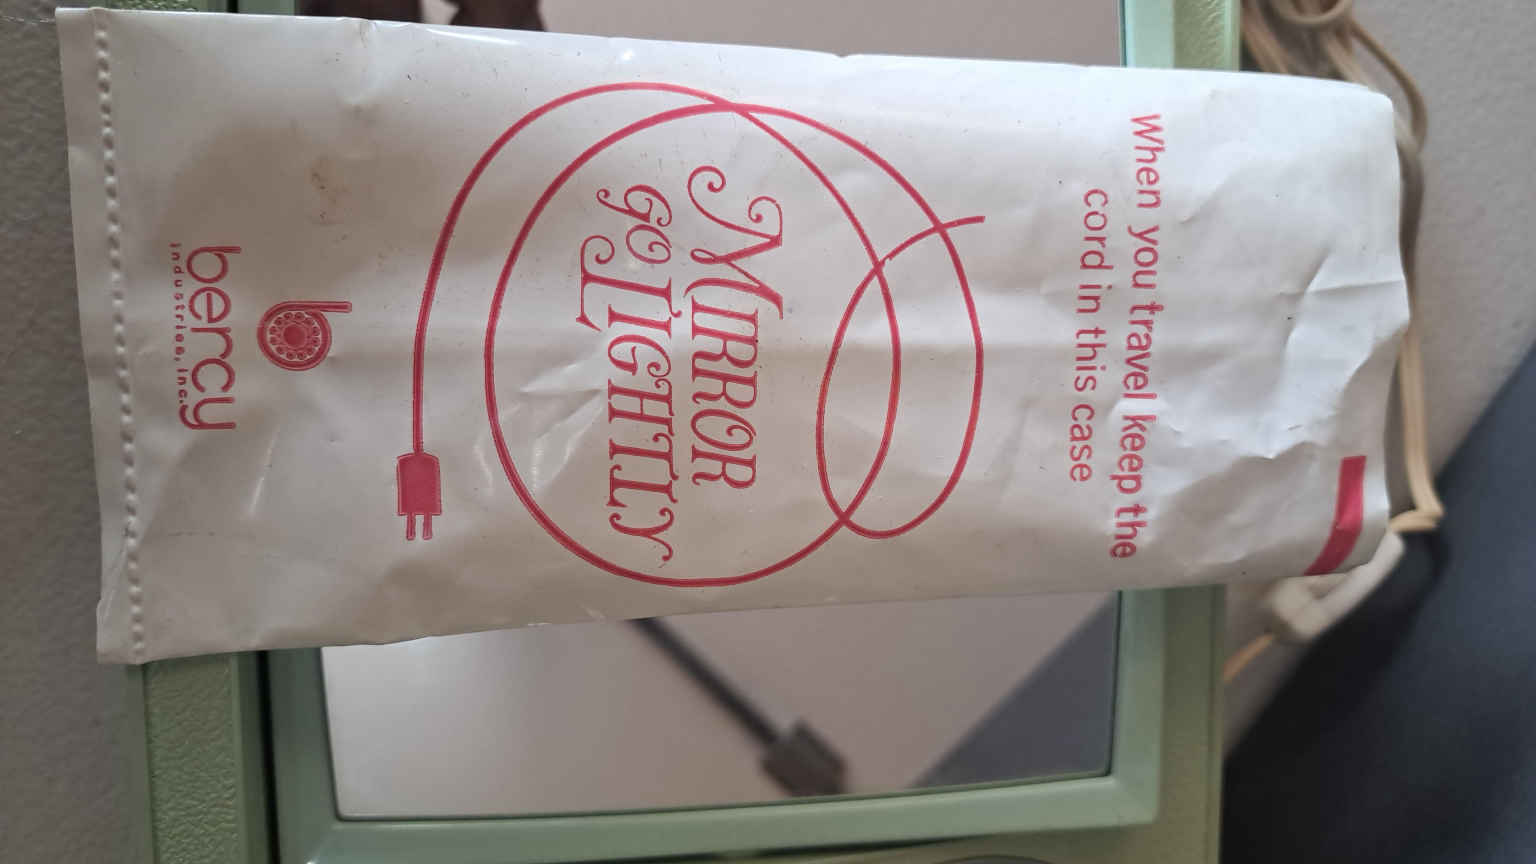 When you travel keep the
cord in this case
MIRROR
go LIGHTLY
b
bercy
industries, inc.